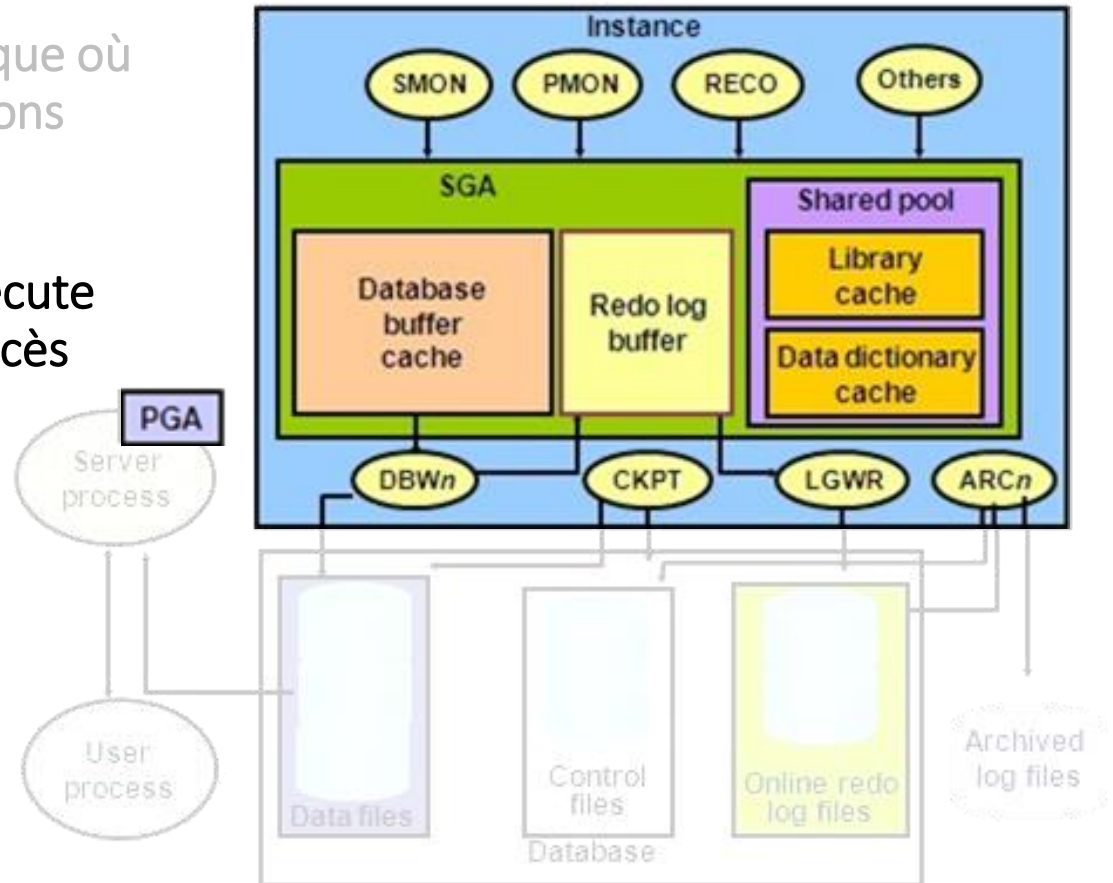 que où
ons
écute
cès
Instance
SMON
PMON
RECO
Others
SGA
Shared pool
Database
buffer
cache
Redo log
buffer
Library
cache
Data dictionary
cache
PGA
Server
process
DBWn
CKPT
LGWR
ARCn
User
process
Data files
Control
files
Online redo
log files
Archived
log files
Database